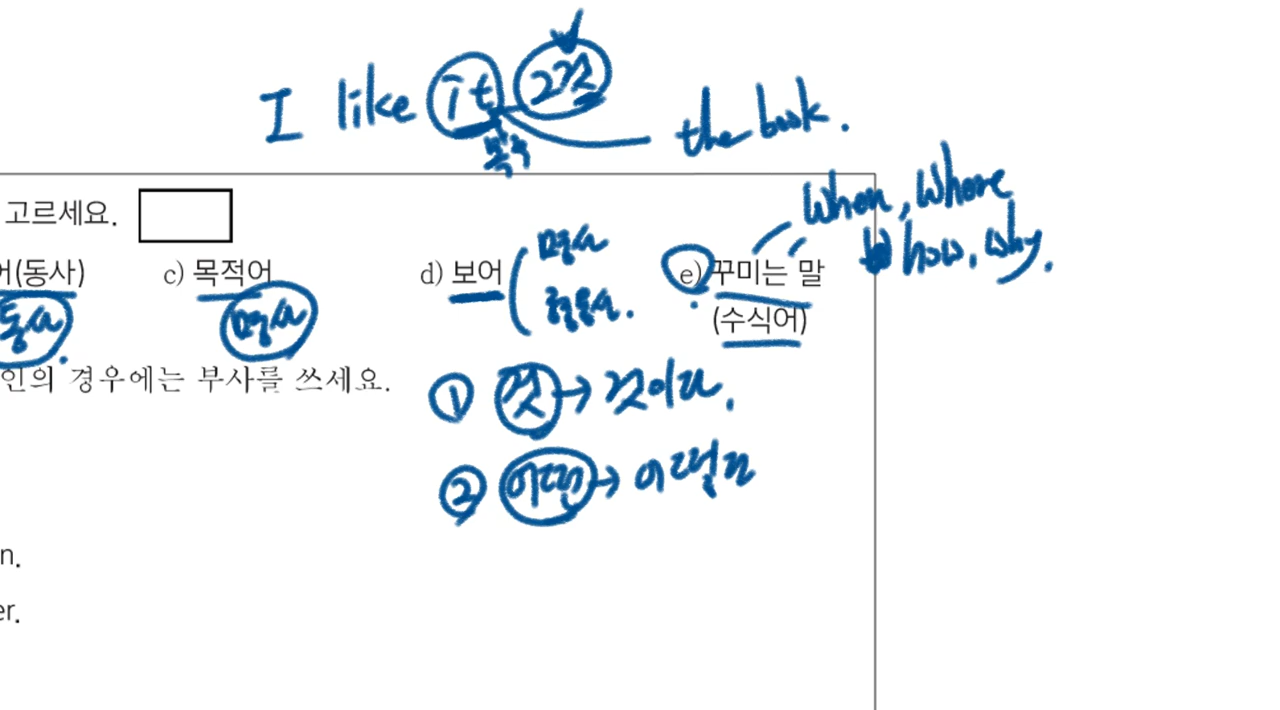 I like it 그것 the book.
목적
When, Where
how, why.
고르세요.
어(동사) c) 목적어 d) 보어 명사 e) 꾸미는 말
동사. 명사 형용사. (수식어)
인의 경우에는 부사를 쓰세요.
① 것 → 것이다.
② 어떤 → 어떻다
n.
er.